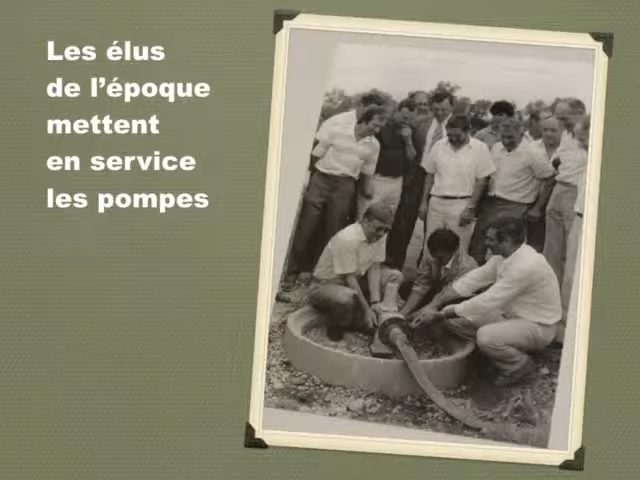 Les élus
de l’époque
mettent
en service
les pompes